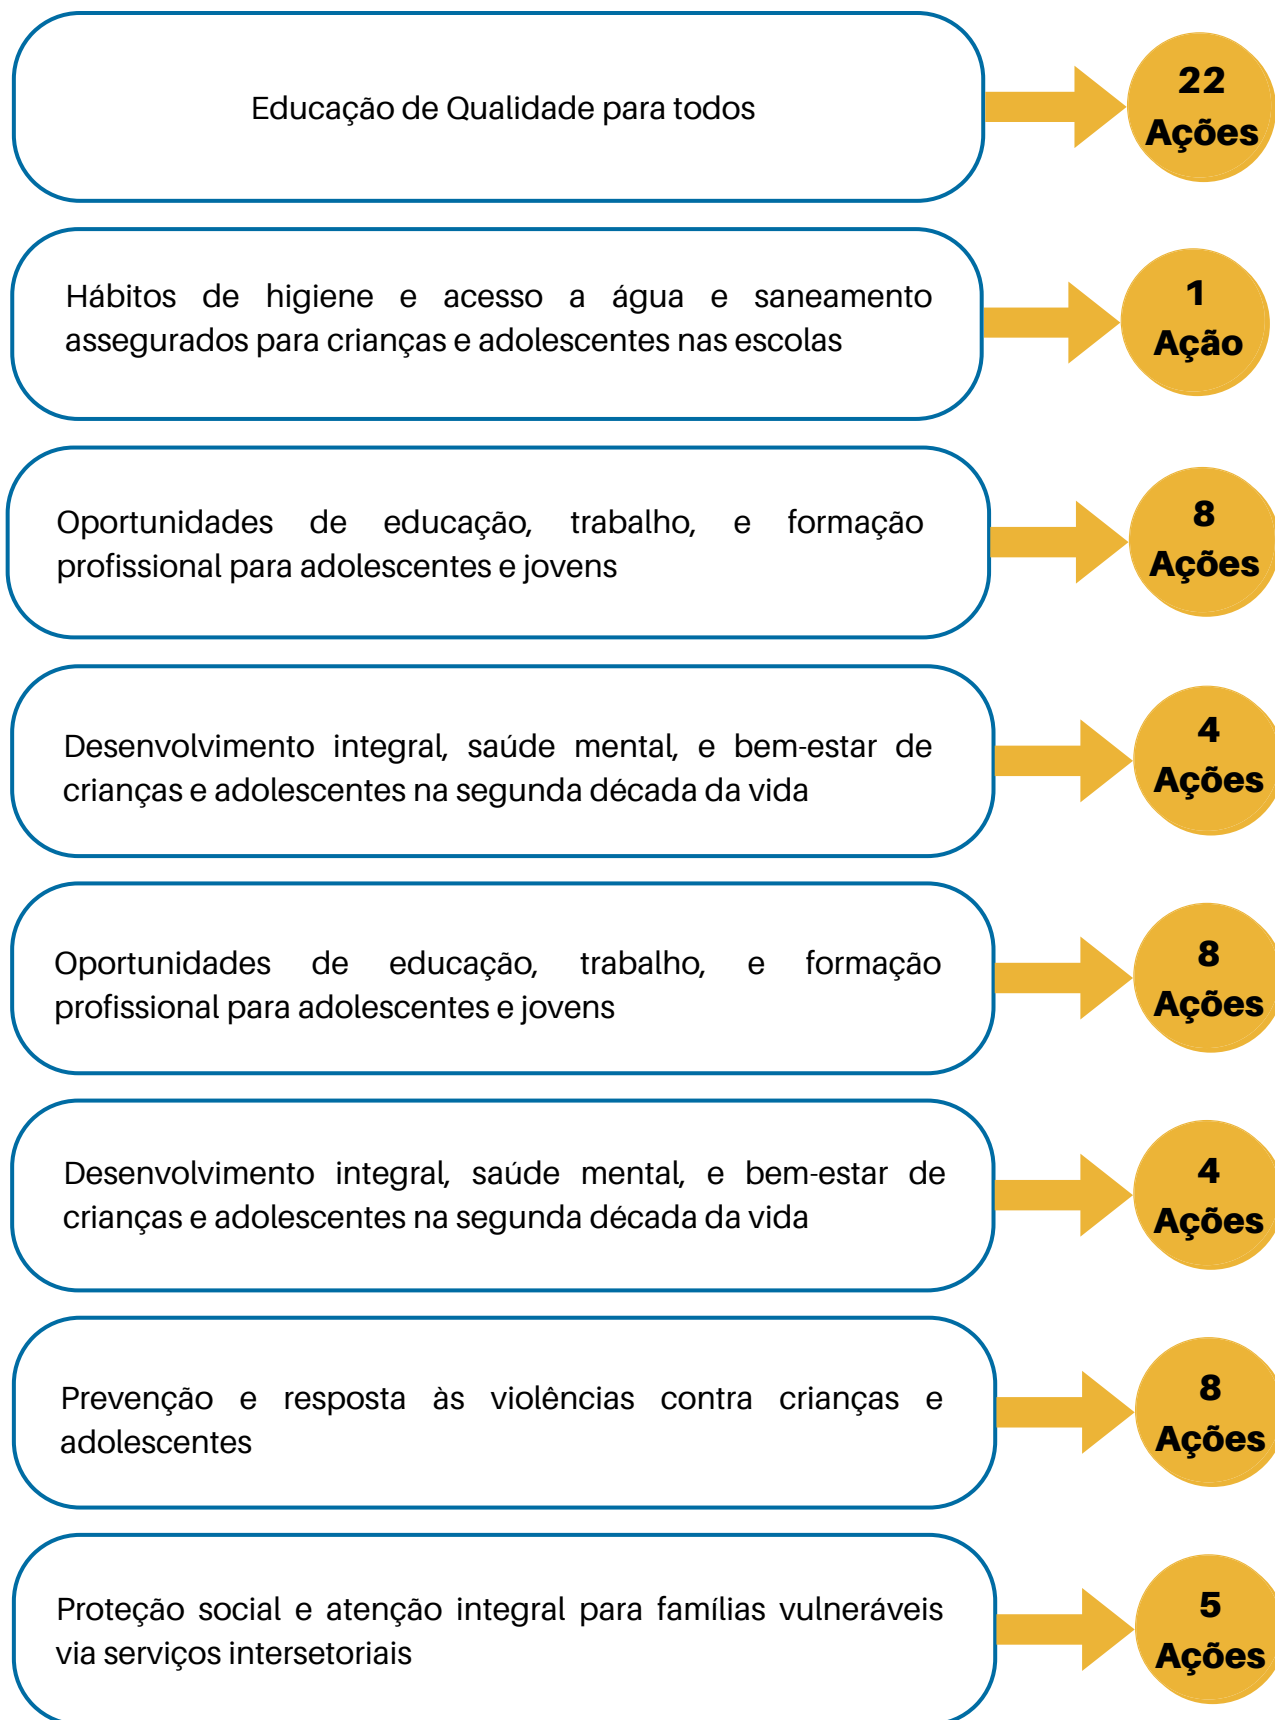 Educação de Qualidade para todos
22
Ações
Hábitos de higiene e acesso a água e saneamento
assegurados para crianças e adolescentes nas escolas
1
Ação
Oportunidades de educação, trabalho, e formação
profissional para adolescentes e jovens
8
Ações
Desenvolvimento integral, saúde mental, e bem-estar de
crianças e adolescentes na segunda década da vida
4
Ações
Oportunidades de educação, trabalho, e formação
profissional para adolescentes e jovens
8
Ações
Desenvolvimento integral, saúde mental, e bem-estar de
crianças e adolescentes na segunda década da vida
4
Ações
Prevenção e resposta às violências contra crianças e
adolescentes
8
Ações
Proteção social e atenção integral para famílias vulneráveis
via serviços intersetoriais
5
Ações